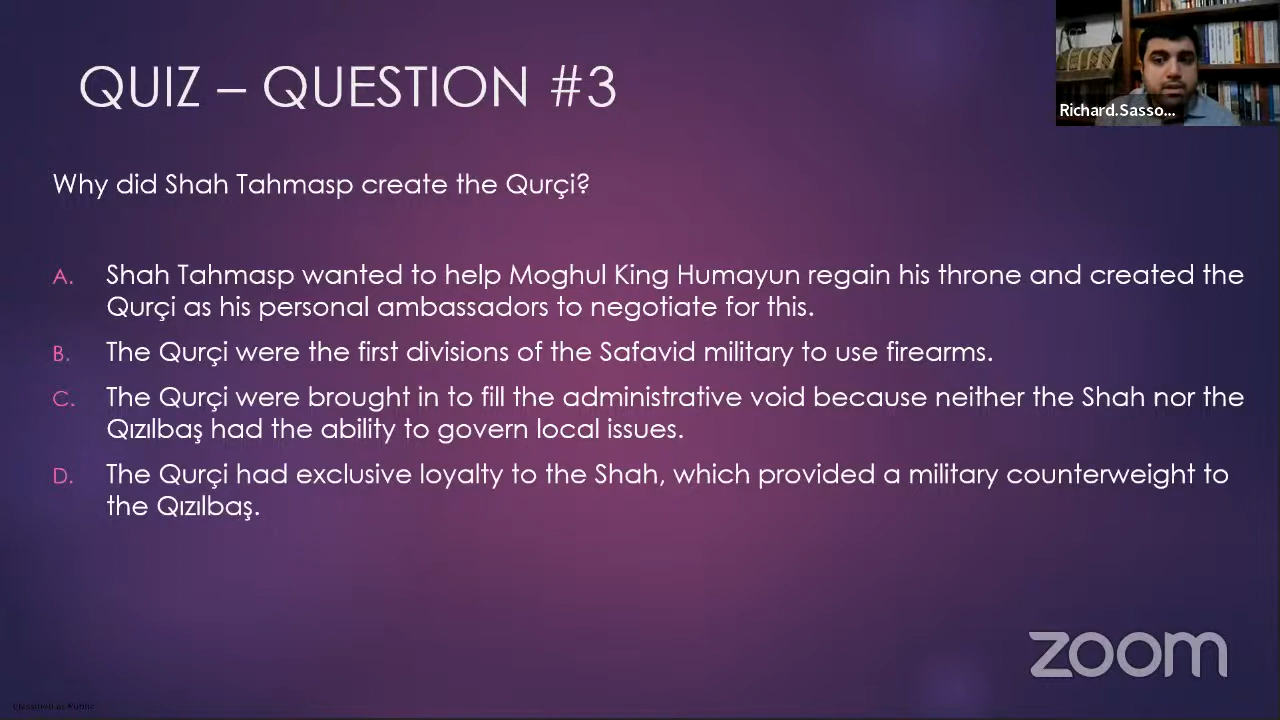 QUIZ – QUESTION #3
Richard.Sasso...
Why did Shah Tahmasp create the Qurçi?
A. Shah Tahmasp wanted to help Moghul King Humayun regain his throne and created the
Qurçi as his personal ambassadors to negotiate for this.
B. The Qurçi were the first divisions of the Safavid military to use firearms.
C. The Qurçi were brought in to fill the administrative void because neither the Shah nor the
Qızılbaş had the ability to govern local issues.
D. The Qurçi had exclusive loyalty to the Shah, which provided a military counterweight to
the Qızılbaş.
zoom
Classified as Public